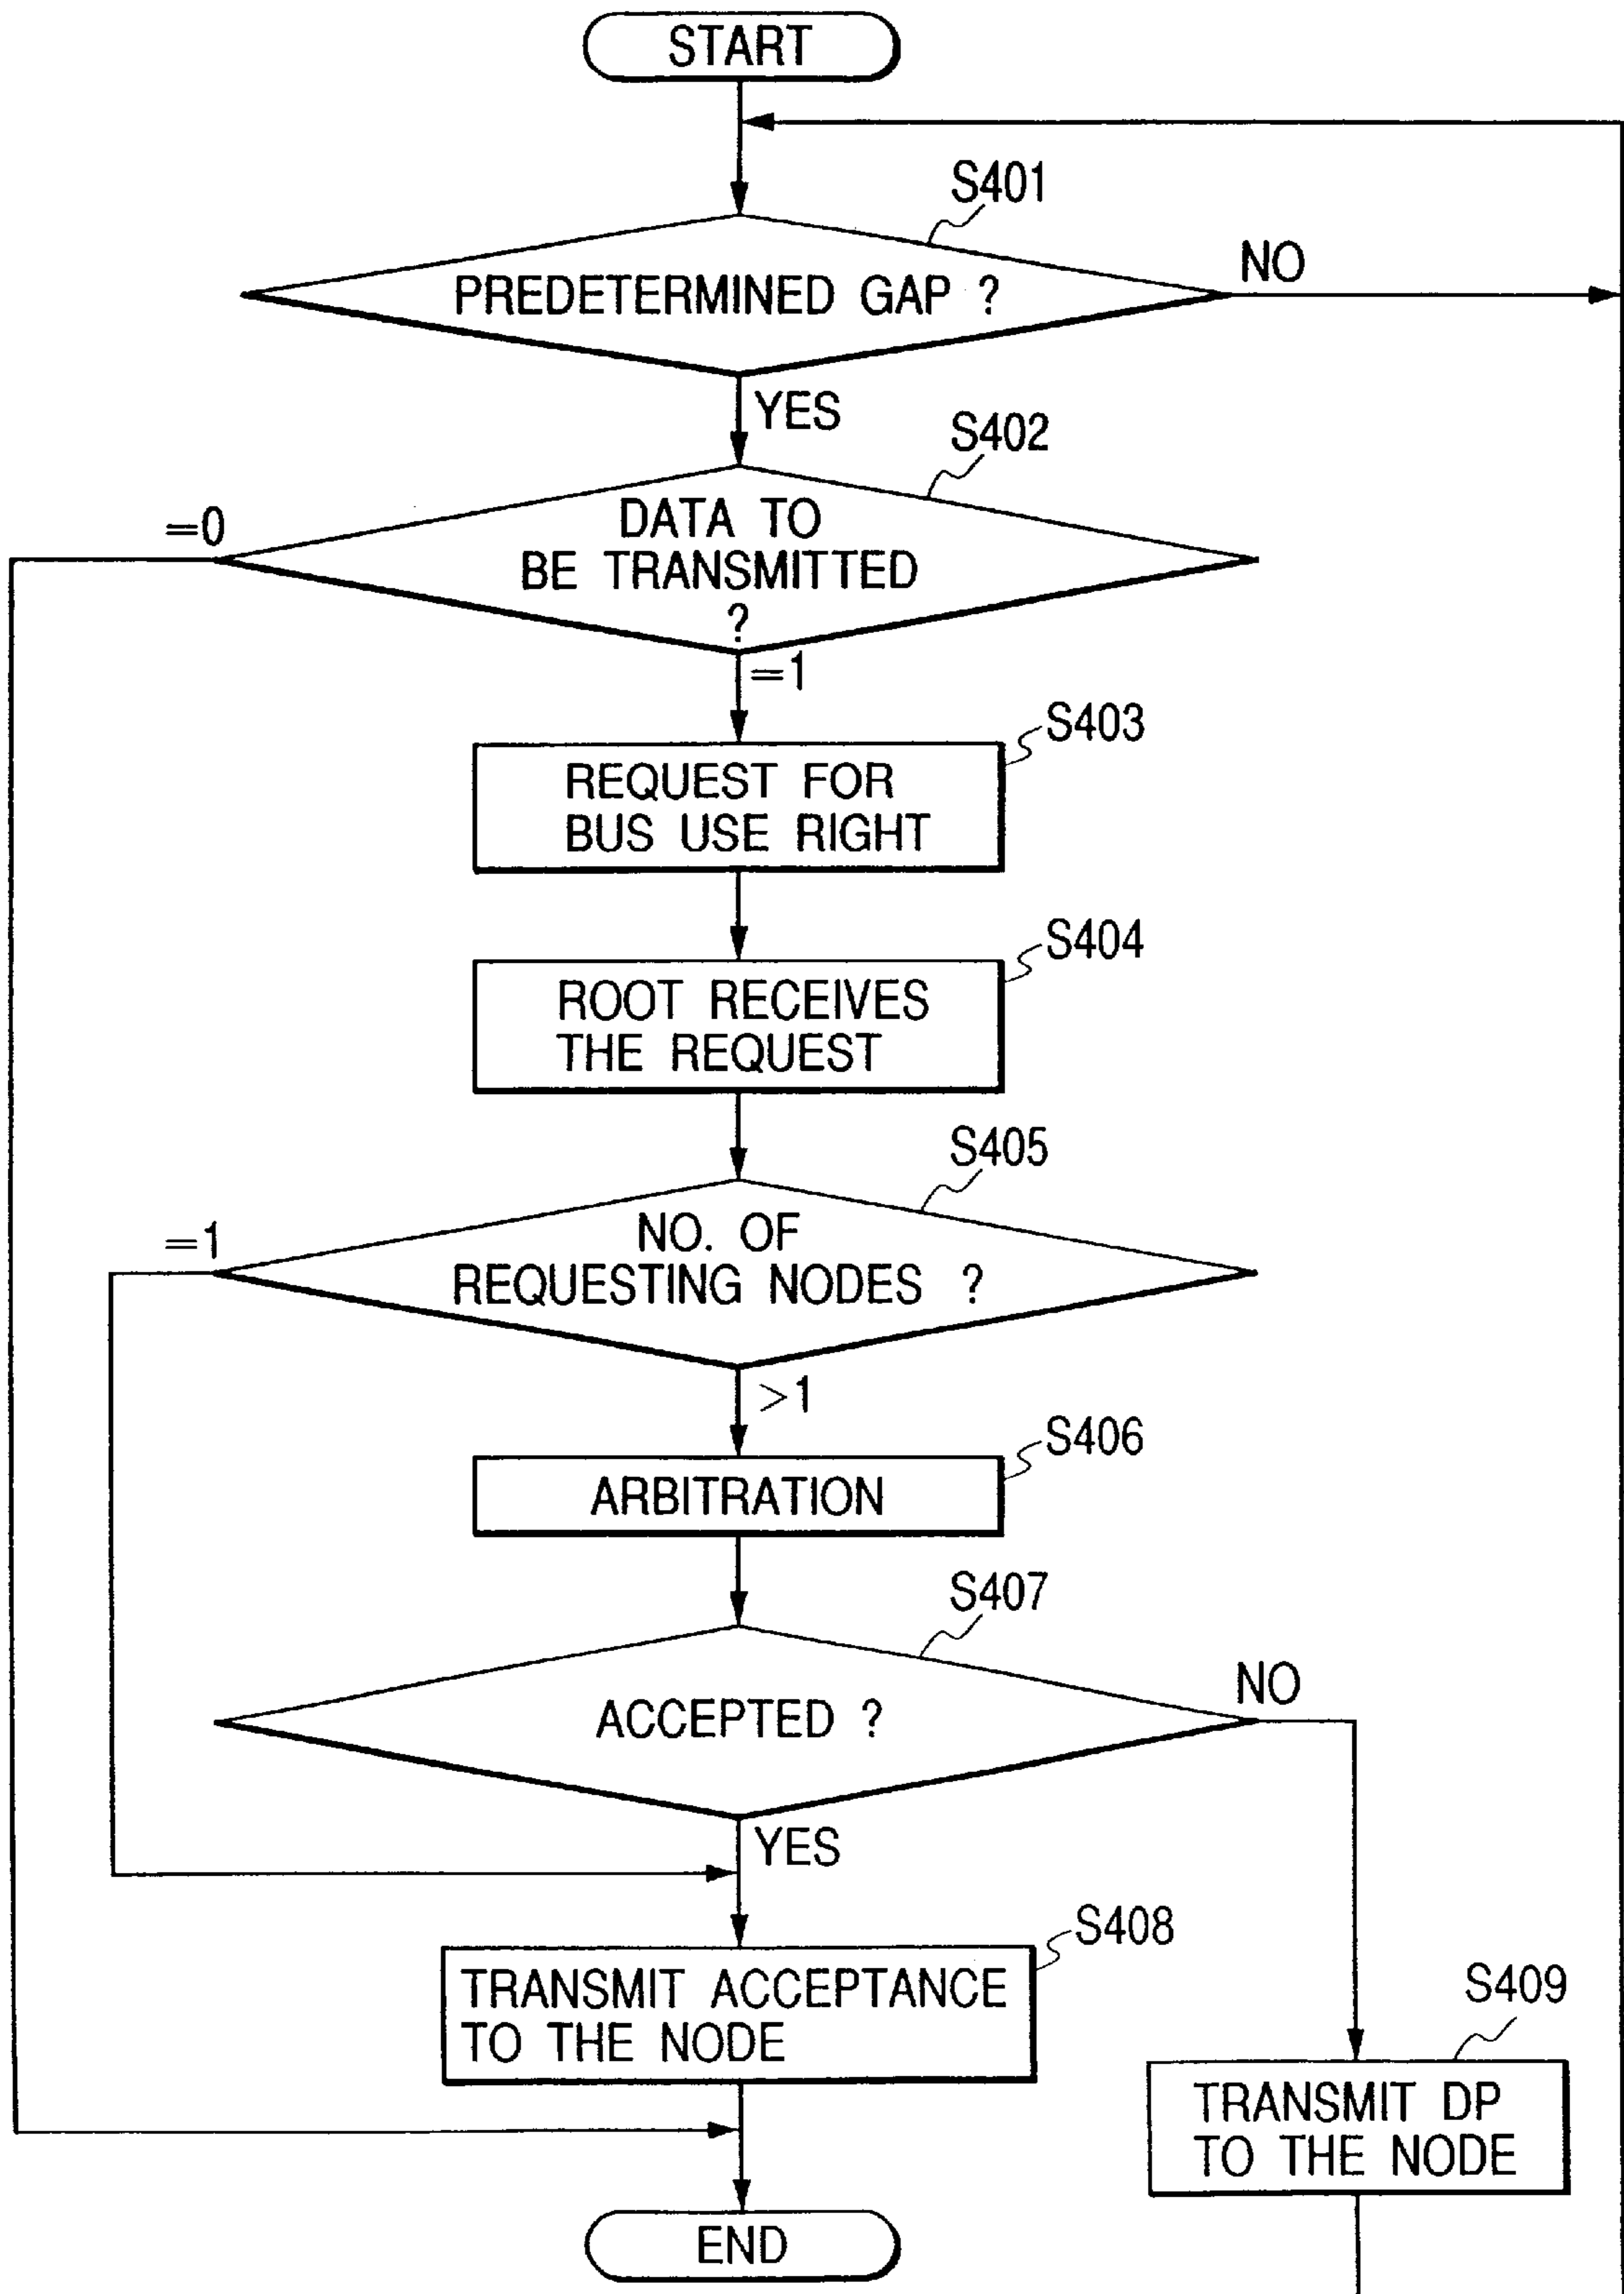 START
S401
PREDETERMINED GAP ?
NO
YES
S402
=0
DATA TO
BE TRANSMITTED
?
=1
S403
REQUEST FOR
BUS USE RIGHT
S404
ROOT RECEIVES
THE REQUEST
S405
=1
NO. OF
REQUESTING NODES ?
>1
S406
ARBITRATION
S407
NO
ACCEPTED ?
YES
S408
TRANSMIT ACCEPTANCE
TO THE NODE
S409
TRANSMIT DP
TO THE NODE
END